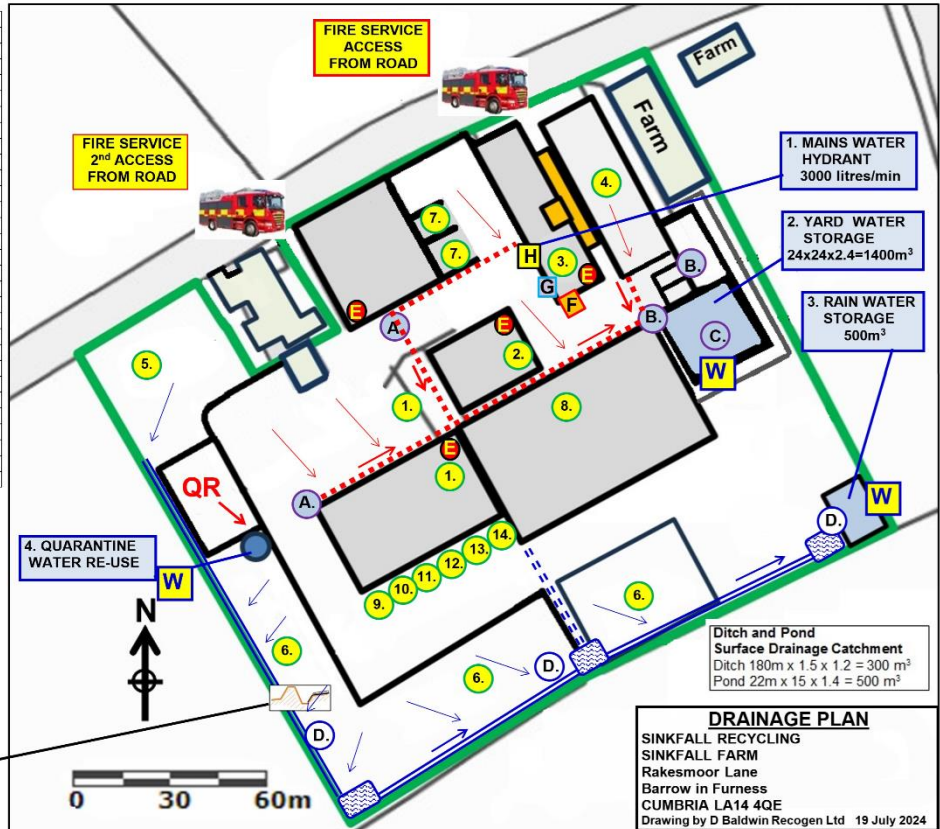 FIRE SERVICE
ACCESS
FROM ROAD
FIRE SERVICE
2nd ACCESS
FROM ROAD
Farm
Farm
1. MAINS WATER
HYDRANT
3000 litres/min
2. YARD WATER
STORAGE
24x24x2.4=1400m³
3. RAIN WATER
STORAGE
500m³
4. QUARANTINE
WATER RE-USE
W
7.
7.
4.
H
3.
E
G
F
B.
B.
C.
W
E
A.
E
2.
5.
1.
8.
E
1.
A.
QR
W
D.
14.
13.
12.
11.
10.
9.
6.
6.
6.
D.
D.
N
0 30 60m
Ditch and Pond
Surface Drainage Catchment
Ditch 180m x 1.5 x 1.2 = 300 m³
Pond 22m x 15 x 1.4 = 500 m³
DRAINAGE PLAN
SINKFALL RECYCLING
SINKFALL FARM
Rakesmoor Lane
Barrow in Furness
CUMBRIA LA14 4QE
Drawing by D Baldwin Recogen Ltd 19 July 2024